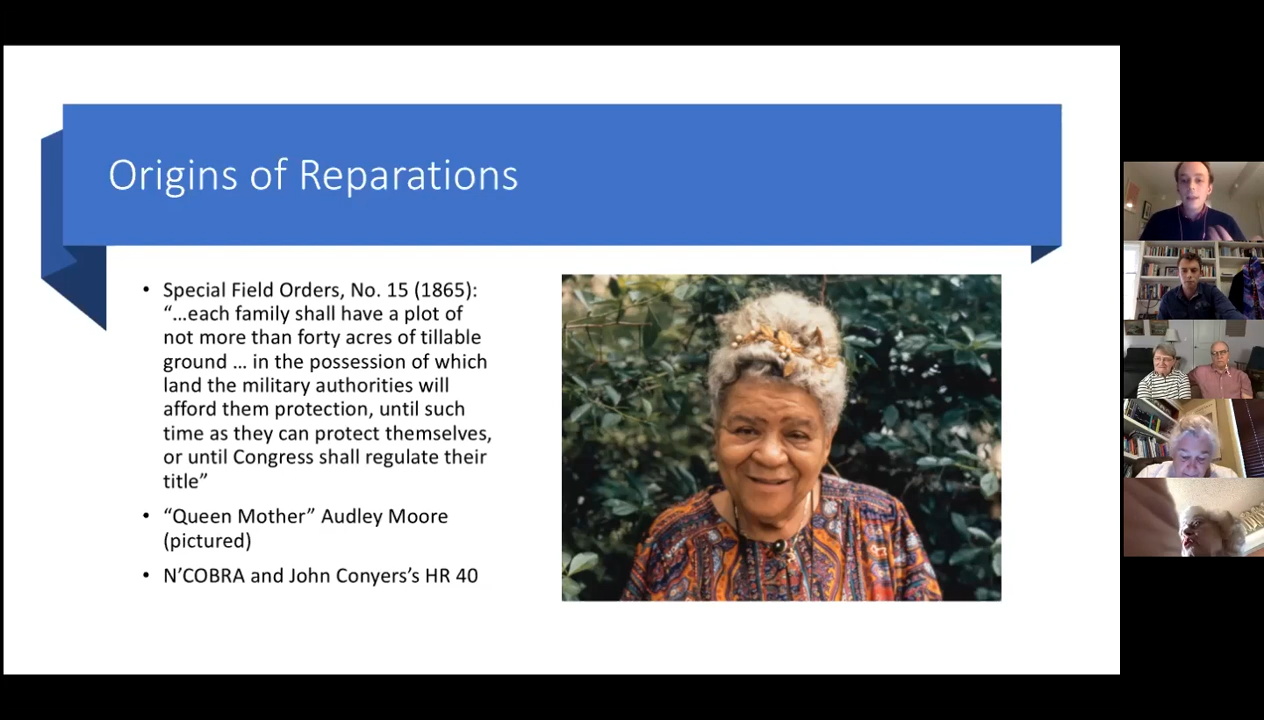 Origins of Reparations
• Special Field Orders, No. 15 (1865):
“…each family shall have a plot of
not more than forty acres of tillable
ground … in the possession of which
land the military authorities will
afford them protection, until such
time as they can protect themselves,
or until Congress shall regulate their
title”
• “Queen Mother” Audley Moore
(pictured)
• N’COBRA and John Conyers’s HR 40